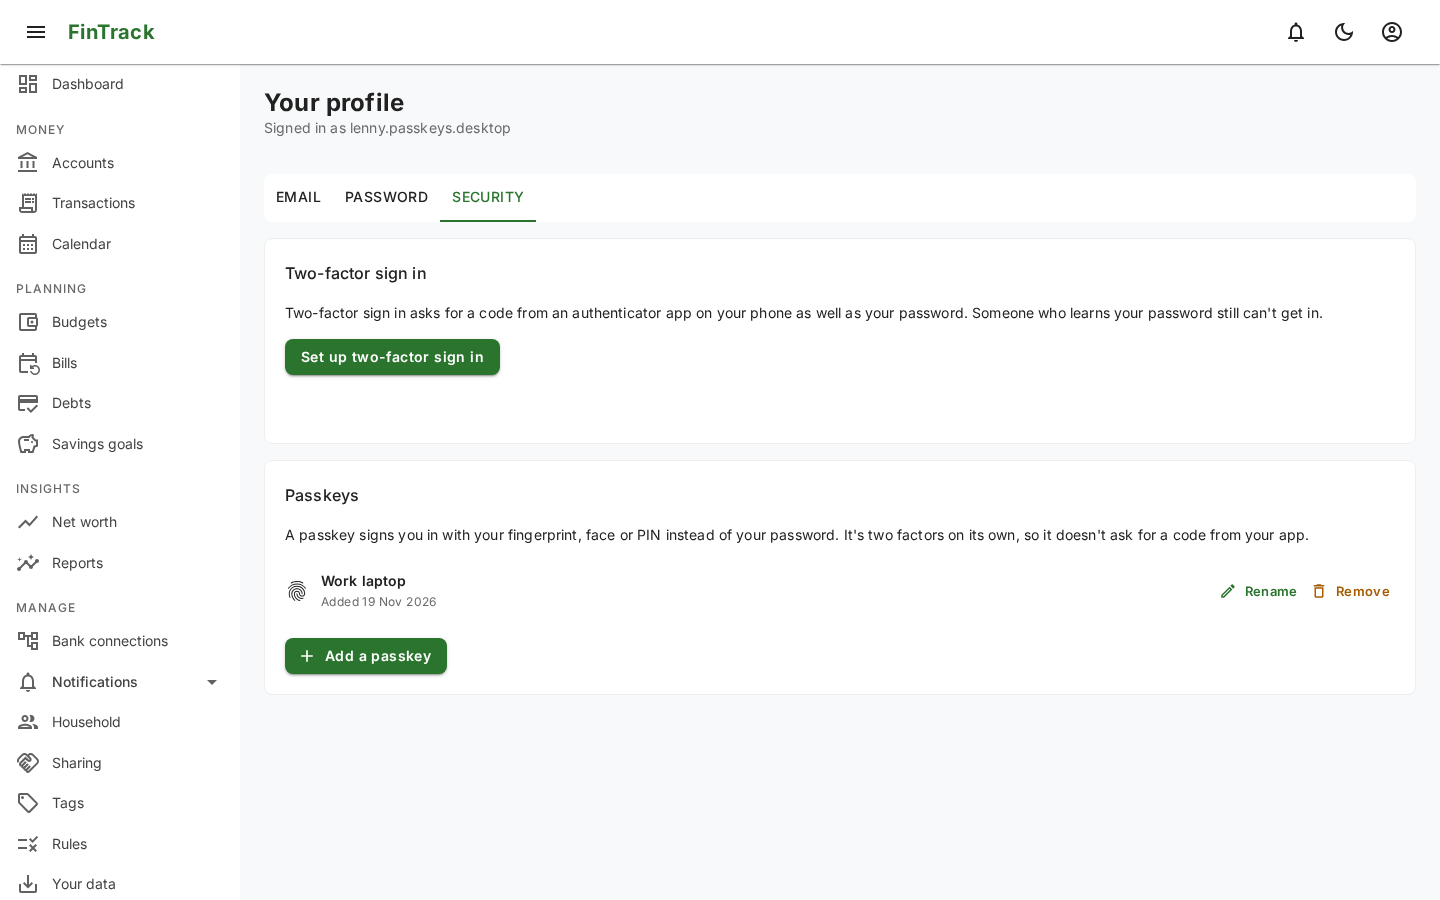 FinTrack
Dashboard
MONEY
Accounts
Transactions
Calendar
PLANNING
Budgets
Bills
Debts
Savings goals
INSIGHTS
Net worth
Reports
MANAGE
Bank connections
Notifications
Household
Sharing
Tags
Rules
Your data
Your profile
Signed in as lenny.passkeys.desktop
EMAIL PASSWORD SECURITY
Two-factor sign in
Two-factor sign in asks for a code from an authenticator app on your phone as well as your password. Someone who learns your password still can't get in.
Set up two-factor sign in
Passkeys
A passkey signs you in with your fingerprint, face or PIN instead of your password. It's two factors on its own, so it doesn't ask for a code from your app.
Work laptop
Added 19 Nov 2026
Rename Remove
Add a passkey